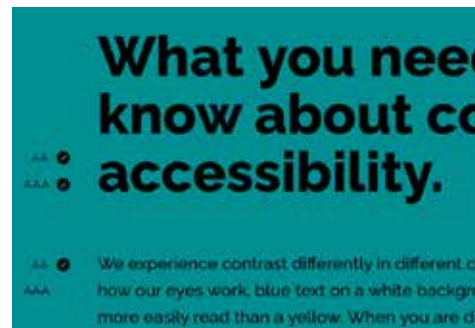 What you nee
know about co
AA
AAA
accessibility.
AA
We experience contrast differently in different c
AAA
how our eyes work, blue text on a white backgr
more easily read than a yellow. When you are d